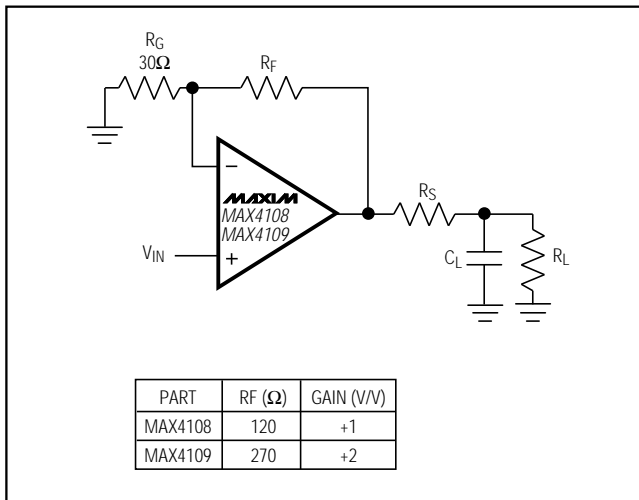 RG
30Ω
RF
−
MAXIM
MAX4108
MAX4109
VIN
+
RS
CL
RL
PART RF (Ω) GAIN (V/V)
MAX4108 120 +1
MAX4109 270 +2